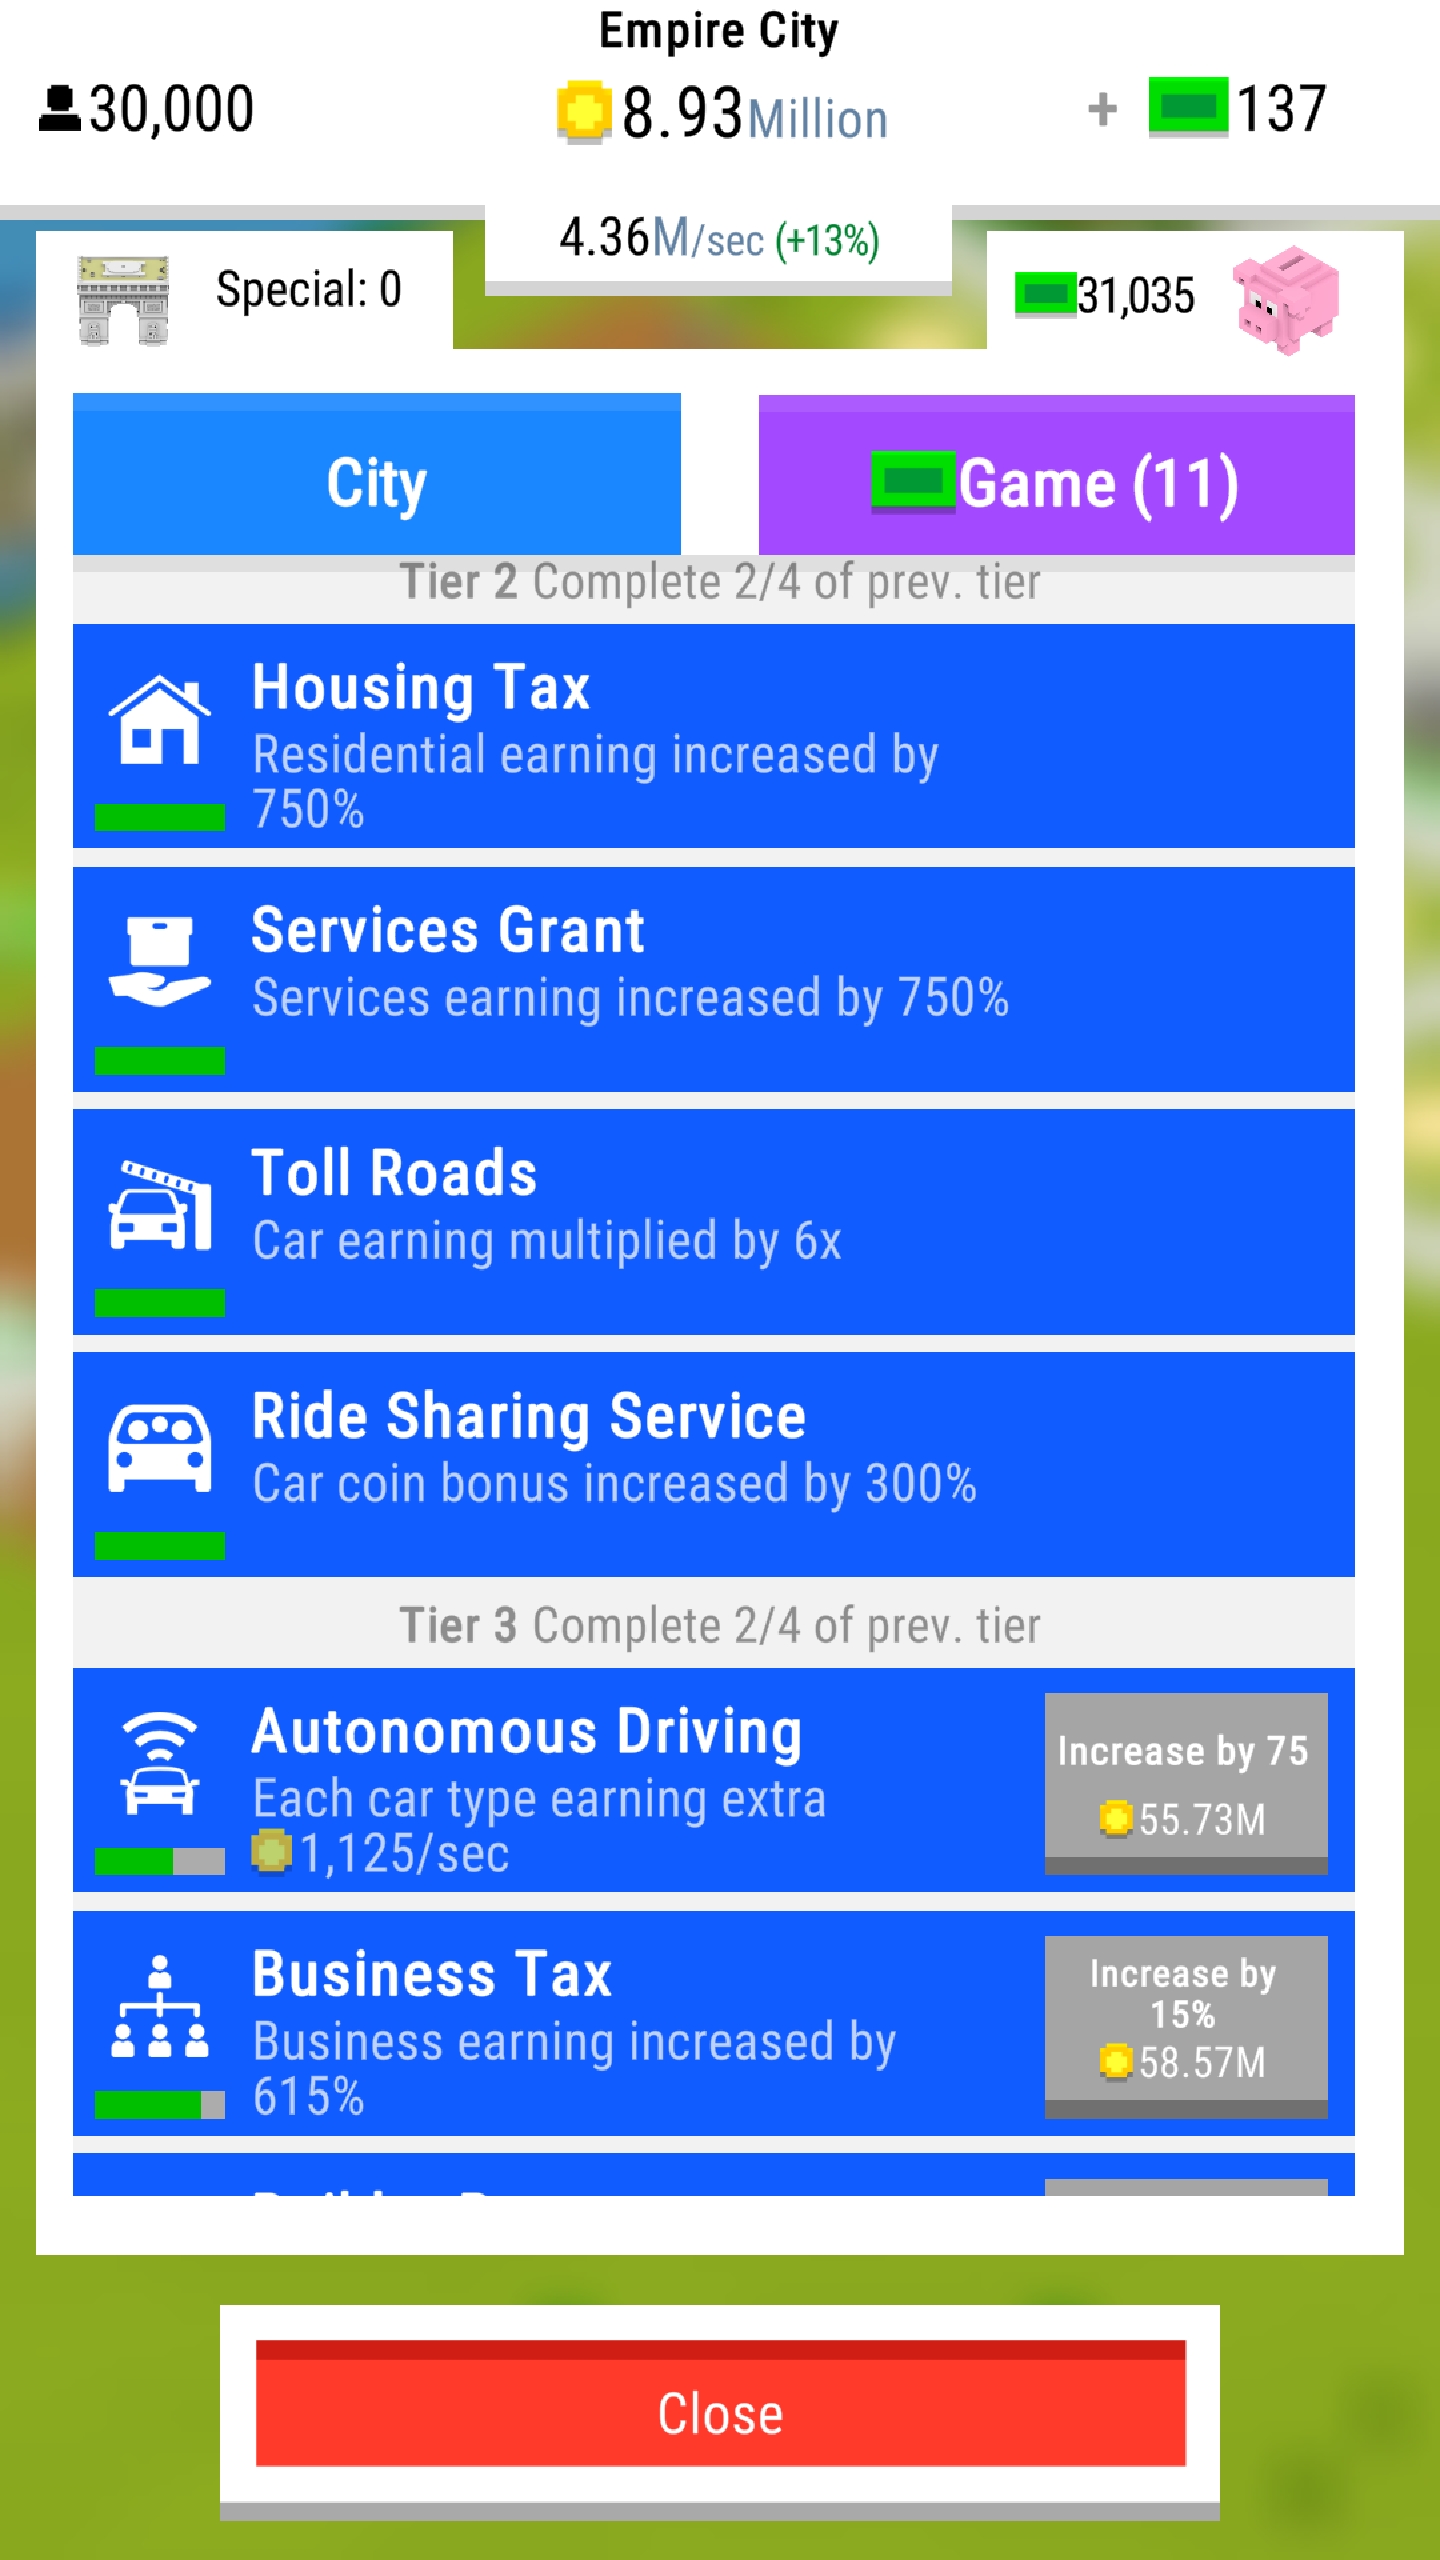 Empire City
30,000
8.93Million
+ 137
4.36M/sec (+13%)
Special: 0
31,035
City
Game (11)
Tier 2 Complete 2/4 of prev. tier
Housing Tax
Residential earning increased by
750%
Services Grant
Services earning increased by 750%
Toll Roads
Car earning multiplied by 6x
Ride Sharing Service
Car coin bonus increased by 300%
Tier 3 Complete 2/4 of prev. tier
Autonomous Driving
Each car type earning extra
1,125/sec
Increase by 75
55.73M
Business Tax
Business earning increased by
615%
Increase by
15%
58.57M
Close